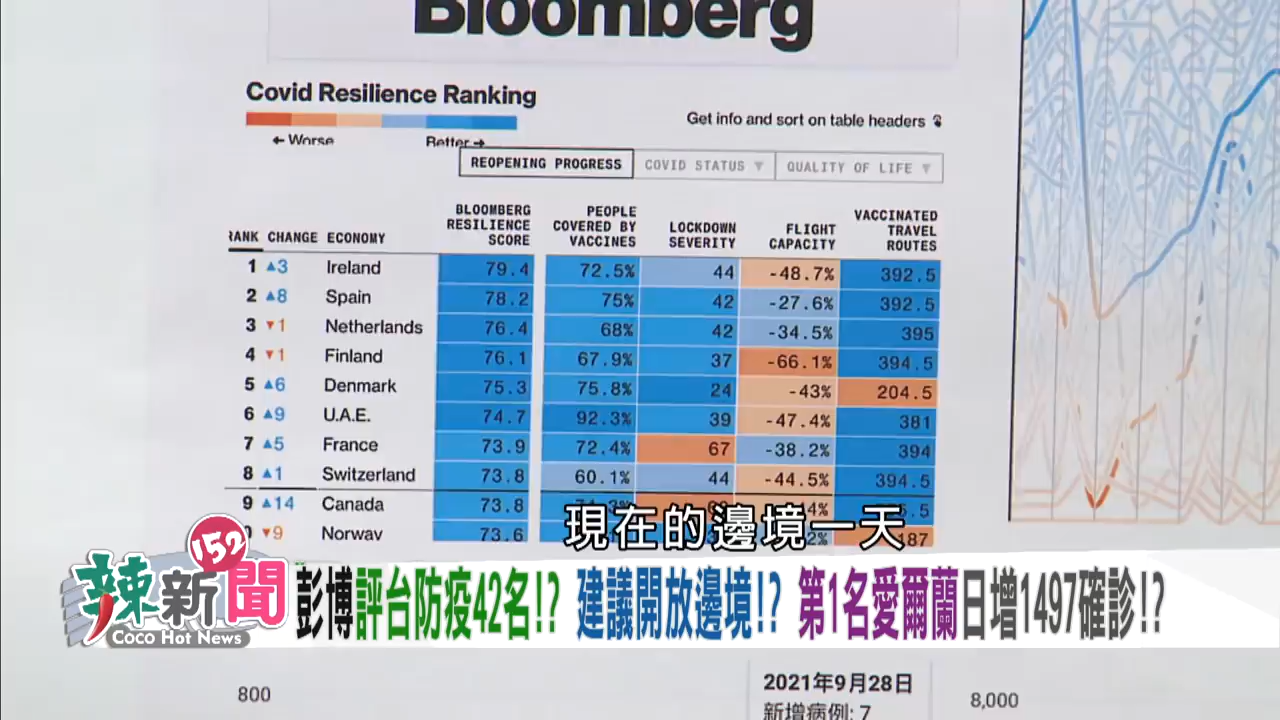 Bloomberg
Covid Resilience Ranking
Get info and sort on table headers
← Worse Better →
REOPENING PROGRESS COVID STATUS ▼ QUALITY OF LIFE ▼
RANK CHANGE ECONOMY BLOOMBERG RESILIENCE SCORE PEOPLE COVERED BY VACCINES LOCKDOWN SEVERITY FLIGHT CAPACITY VACCINATED TRAVEL ROUTES
1 ▲3 Ireland 79.4 72.5% 44 -48.7% 392.5
2 ▲8 Spain 78.2 75% 42 -27.6% 392.5
3 ▼1 Netherlands 76.4 68% 42 -34.5% 395
4 ▼1 Finland 76.1 67.9% 37 -66.1% 394.5
5 ▲6 Denmark 75.3 75.8% 24 -43% 204.5
6 ▲9 U.A.E. 74.7 92.3% 39 -47.4% 381
7 ▲5 France 73.9 72.4% 67 -38.2% 394
8 ▲1 Switzerland 73.8 60.1% 44 -44.5% 394.5
9 ▲14 Canada 73.8
▼9 Norway 73.6 187
現在的邊境一天
152
辣新聞
Coco Hot News
彭博評台防疫42名!? 建議開放邊境!? 第1名愛爾蘭日增1497確診!?
800
2021年9月28日
新增病例: 7
8,000